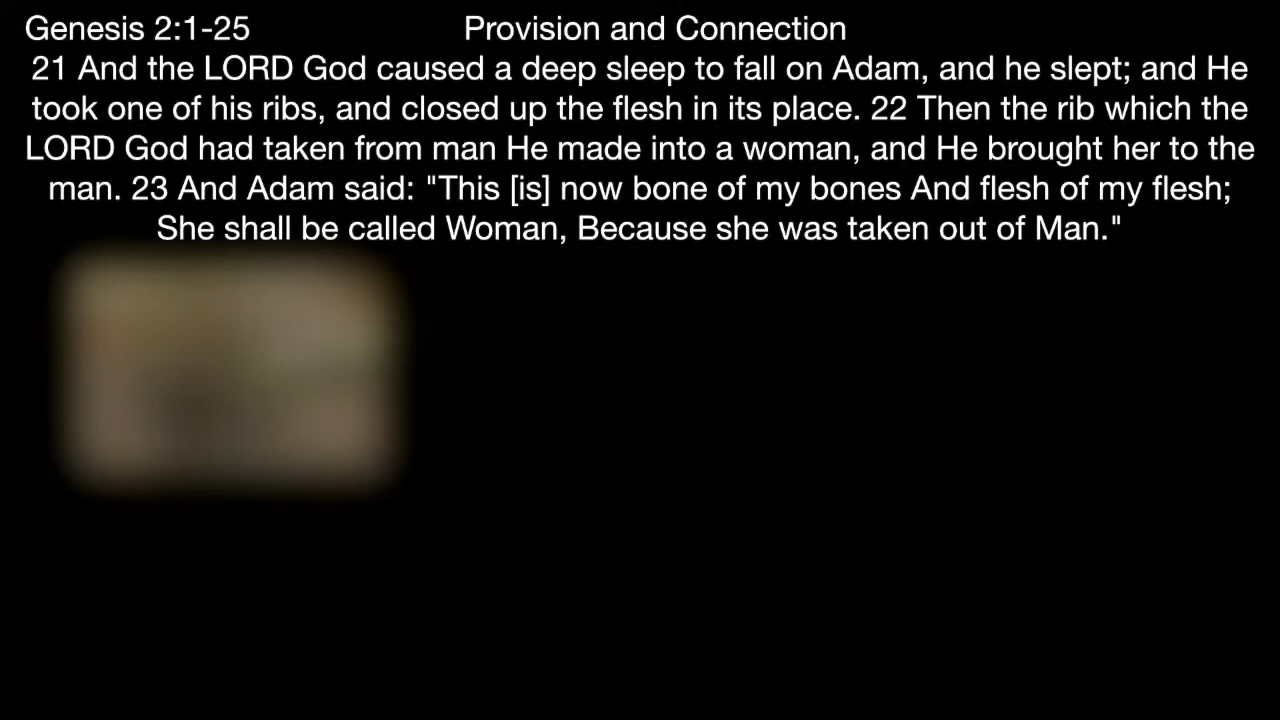 Genesis 2:1-25 Provision and Connection
21 And the LORD God caused a deep sleep to fall on Adam, and he slept; and He
took one of his ribs, and closed up the flesh in its place. 22 Then the rib which the
LORD God had taken from man He made into a woman, and He brought her to the
man. 23 And Adam said: "This [is] now bone of my bones And flesh of my flesh;
She shall be called Woman, Because she was taken out of Man."